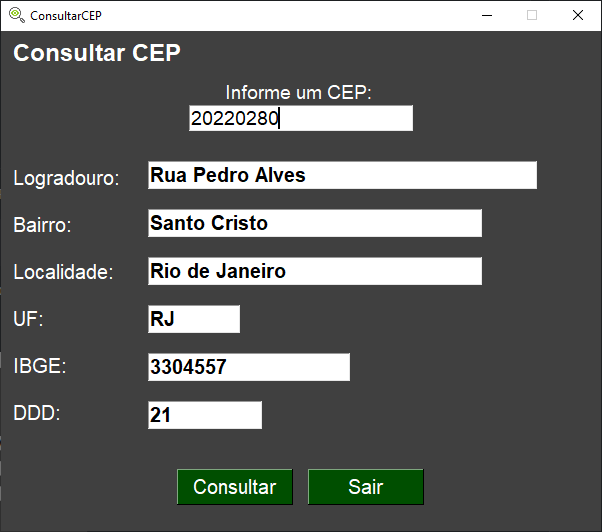 ConsultarCEP
Consultar CEP
Informe um CEP:
20220280
Logradouro: Rua Pedro Alves
Bairro: Santo Cristo
Localidade: Rio de Janeiro
UF: RJ
IBGE: 3304557
DDD: 21
Consultar Sair